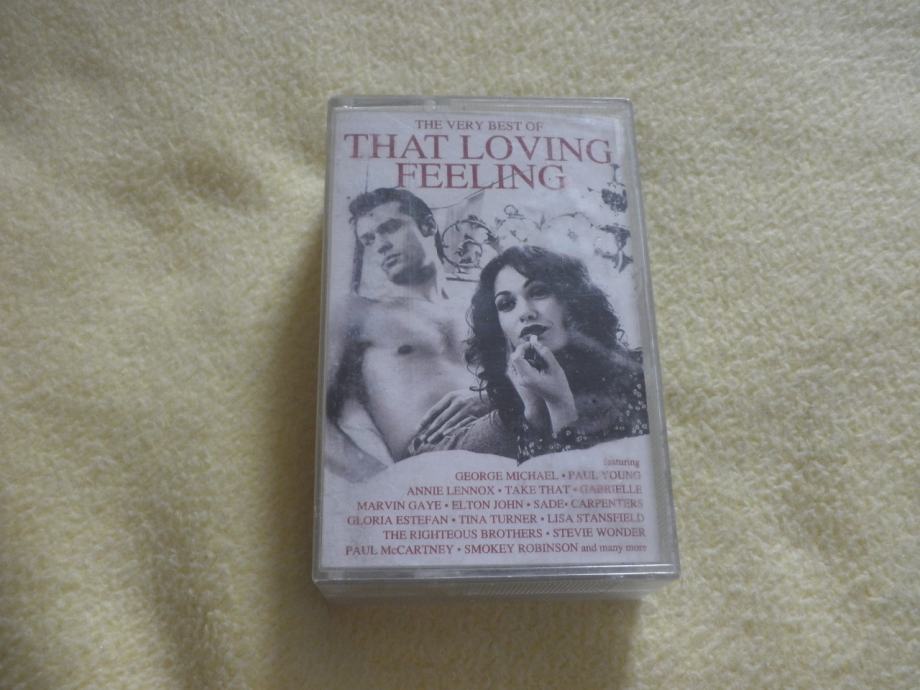 THE VERY BEST OF
THAT LOVING
FEELING
featuring
GEORGE MICHAEL • PAUL YOUNG
ANNIE LENNOX • TAKE THAT • GABRIELLE
MARVIN GAYE • ELTON JOHN • SADE • CARPENTERS
GLORIA ESTEFAN • TINA TURNER • LISA STANSFIELD
THE RIGHTEOUS BROTHERS • STEVIE WONDER
PAUL McCARTNEY • SMOKEY ROBINSON and many more